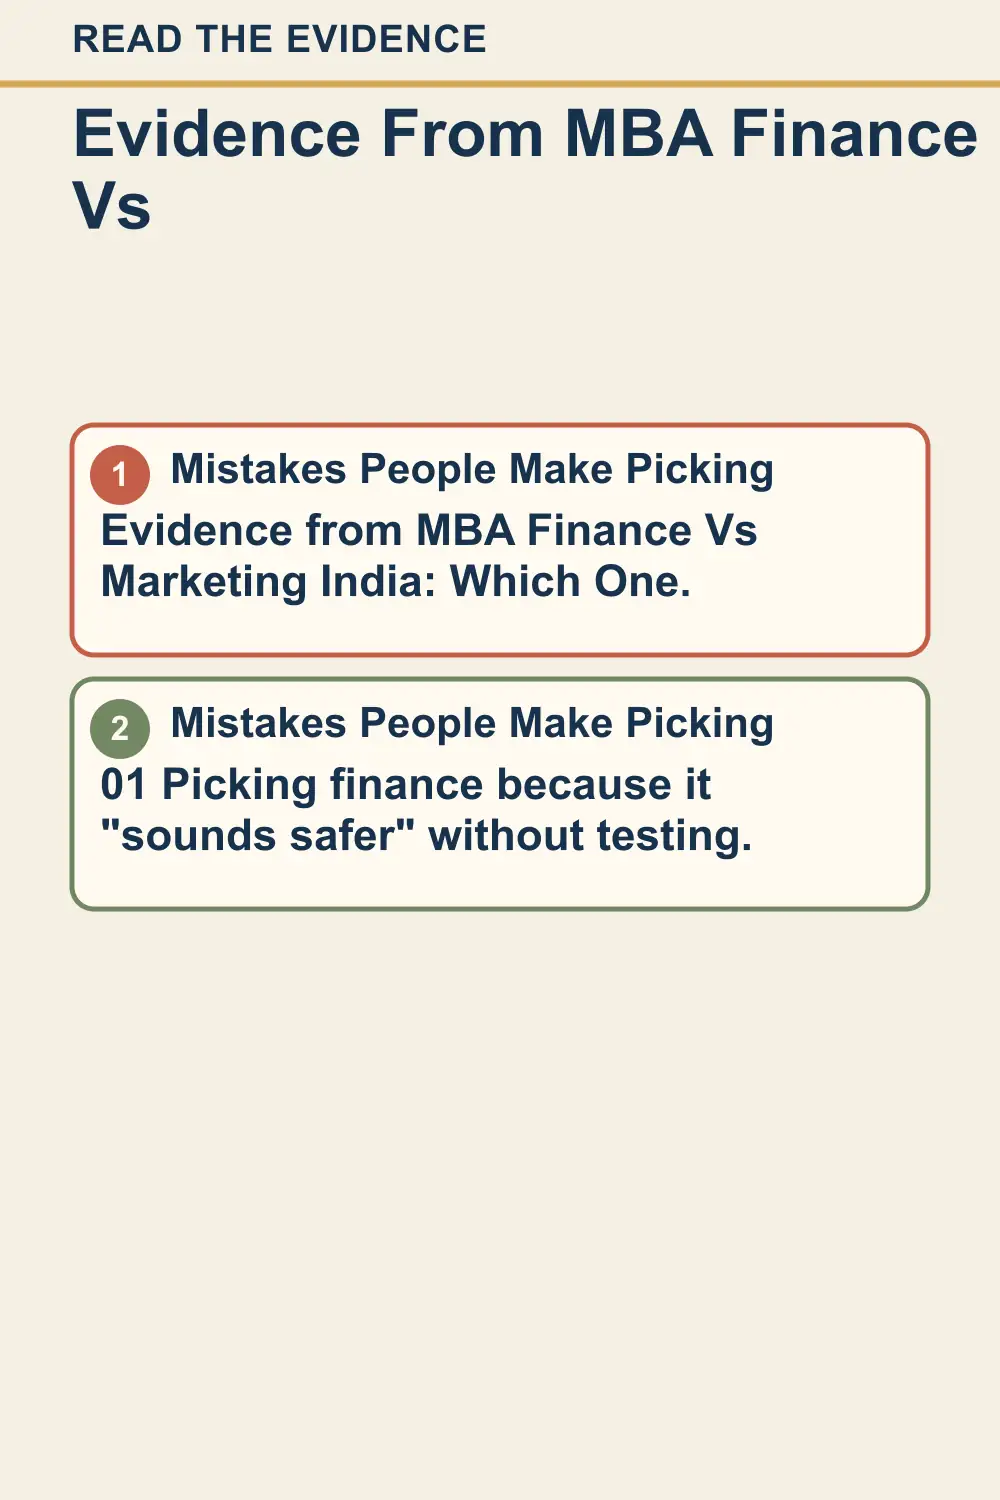 READ THE EVIDENCE
Evidence From MBA Finance
Vs
1 Mistakes People Make Picking
Evidence from MBA Finance Vs
Marketing India: Which One.
2 Mistakes People Make Picking
01 Picking finance because it
"sounds safer" without testing.